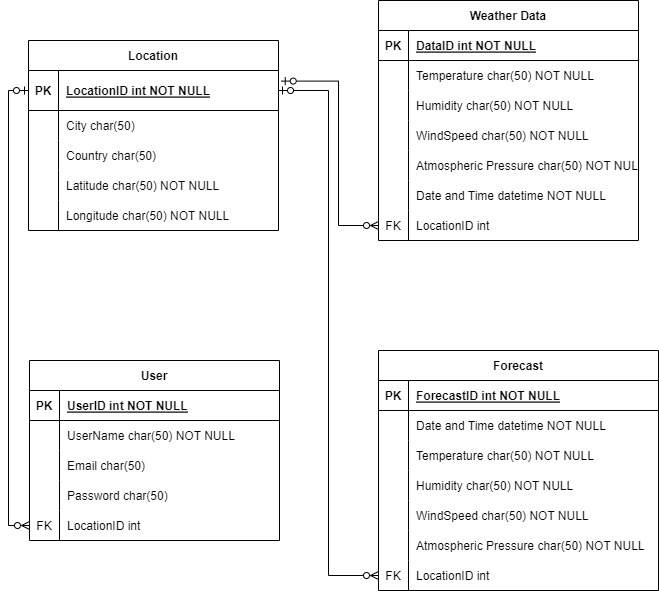 Location
PK LocationID int NOT NULL
City char(50)
Country char(50)
Latitude char(50) NOT NULL
Longitude char(50) NOT NULL
Weather Data
PK DataID int NOT NULL
Temperature char(50) NOT NULL
Humidity char(50) NOT NULL
WindSpeed char(50) NOT NULL
Atmospheric Pressure char(50) NOT NUL
Date and Time datetime NOT NULL
FK LocationID int
User
PK UserID int NOT NULL
UserName char(50) NOT NULL
Email char(50)
Password char(50)
FK LocationID int
Forecast
PK ForecastID int NOT NULL
Date and Time datetime NOT NULL
Temperature char(50) NOT NULL
Humidity char(50) NOT NULL
WindSpeed char(50) NOT NULL
Atmospheric Pressure char(50) NOT NULL
FK LocationID int